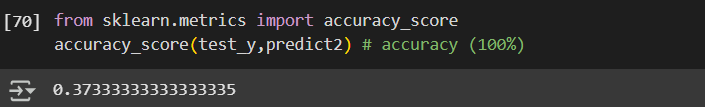 [70] from sklearn.metrics import accuracy_score
accuracy_score(test_y,predict2) # accuracy (100%)
0.37333333333333335